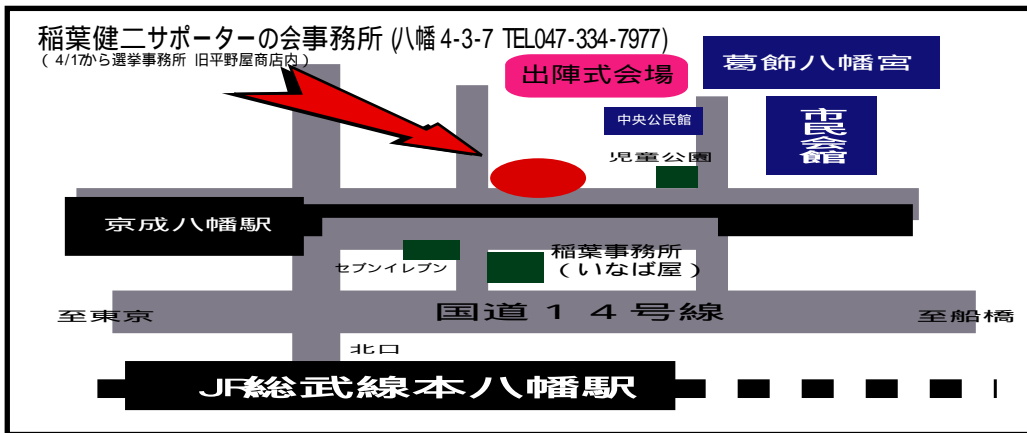 稲葉健二サポーターの会事務所 (八幡4-3-7 TEL047-334-7977)
( 4/17から選挙事務所 旧平野屋商店内 )
出陣式会場
葛飾八幡宮
中央公民館
市民会館
児童公園
京成八幡駅
稲葉事務所
(いなば屋)
セブンイレブン
国道14号線
至東京
至船橋
北口
JR総武線本八幡駅